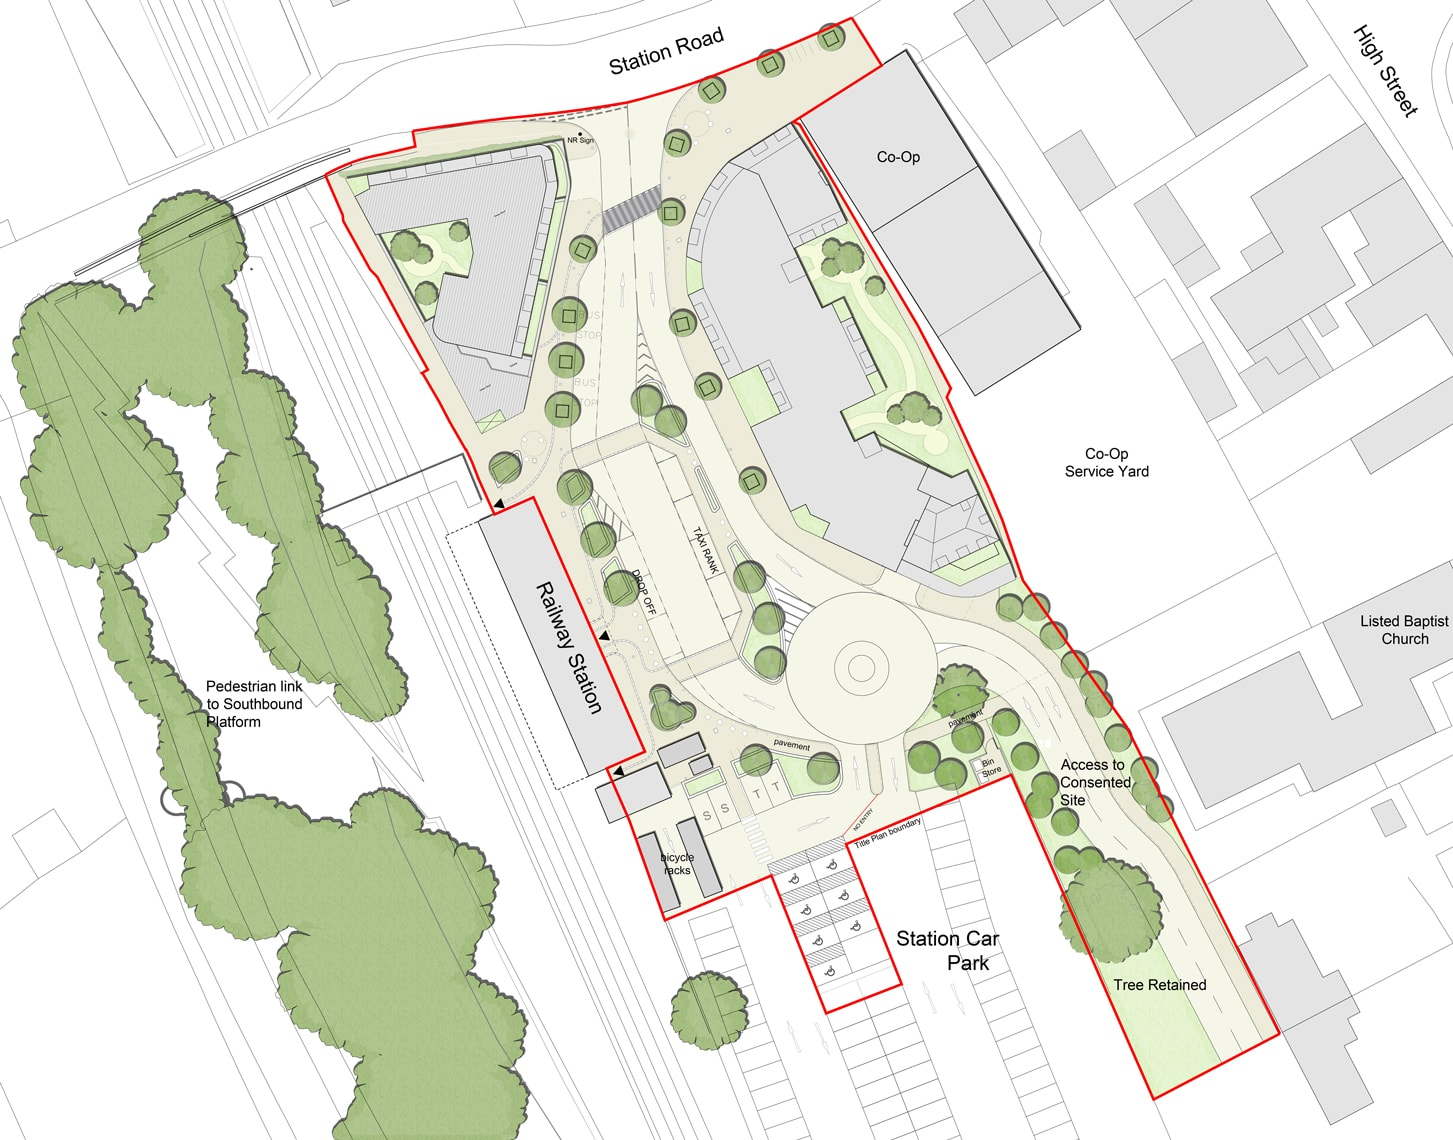 Station Road
High Street
NR Sign
Co-Op
BUS
STOP
BUS
STOP
Co-Op
Service Yard
TAXI RANK
DROP OFF
Railway Station
Listed Baptist
Church
Pedestrian link
to Southbound
Platform
pavement
pavement
Bin
Store
Access to
Consented
Site
S
S
T
T
NO ENTRY
Title Plan boundary
bicycle
racks
Station Car
Park
Tree Retained